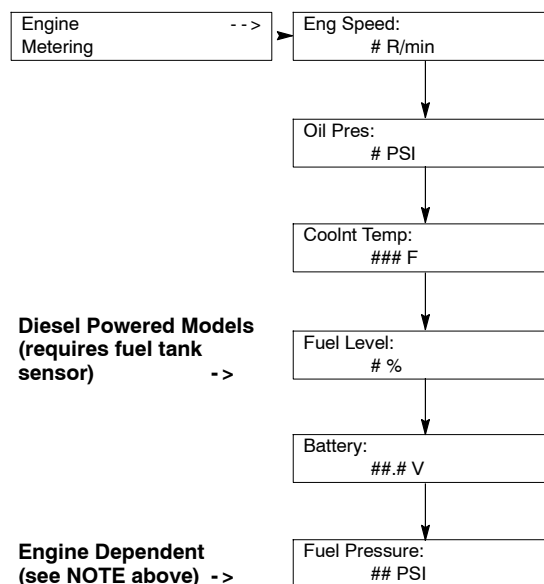 Engine - - >
Metering
Eng Speed:
# R/min
Oil Pres:
# PSI
Coolnt Temp:
### F
Diesel Powered Models
(requires fuel tank
sensor) - >
Fuel Level:
# %
Battery:
##.# V
Engine Dependent
(see NOTE above) - >
Fuel Pressure:
## PSI